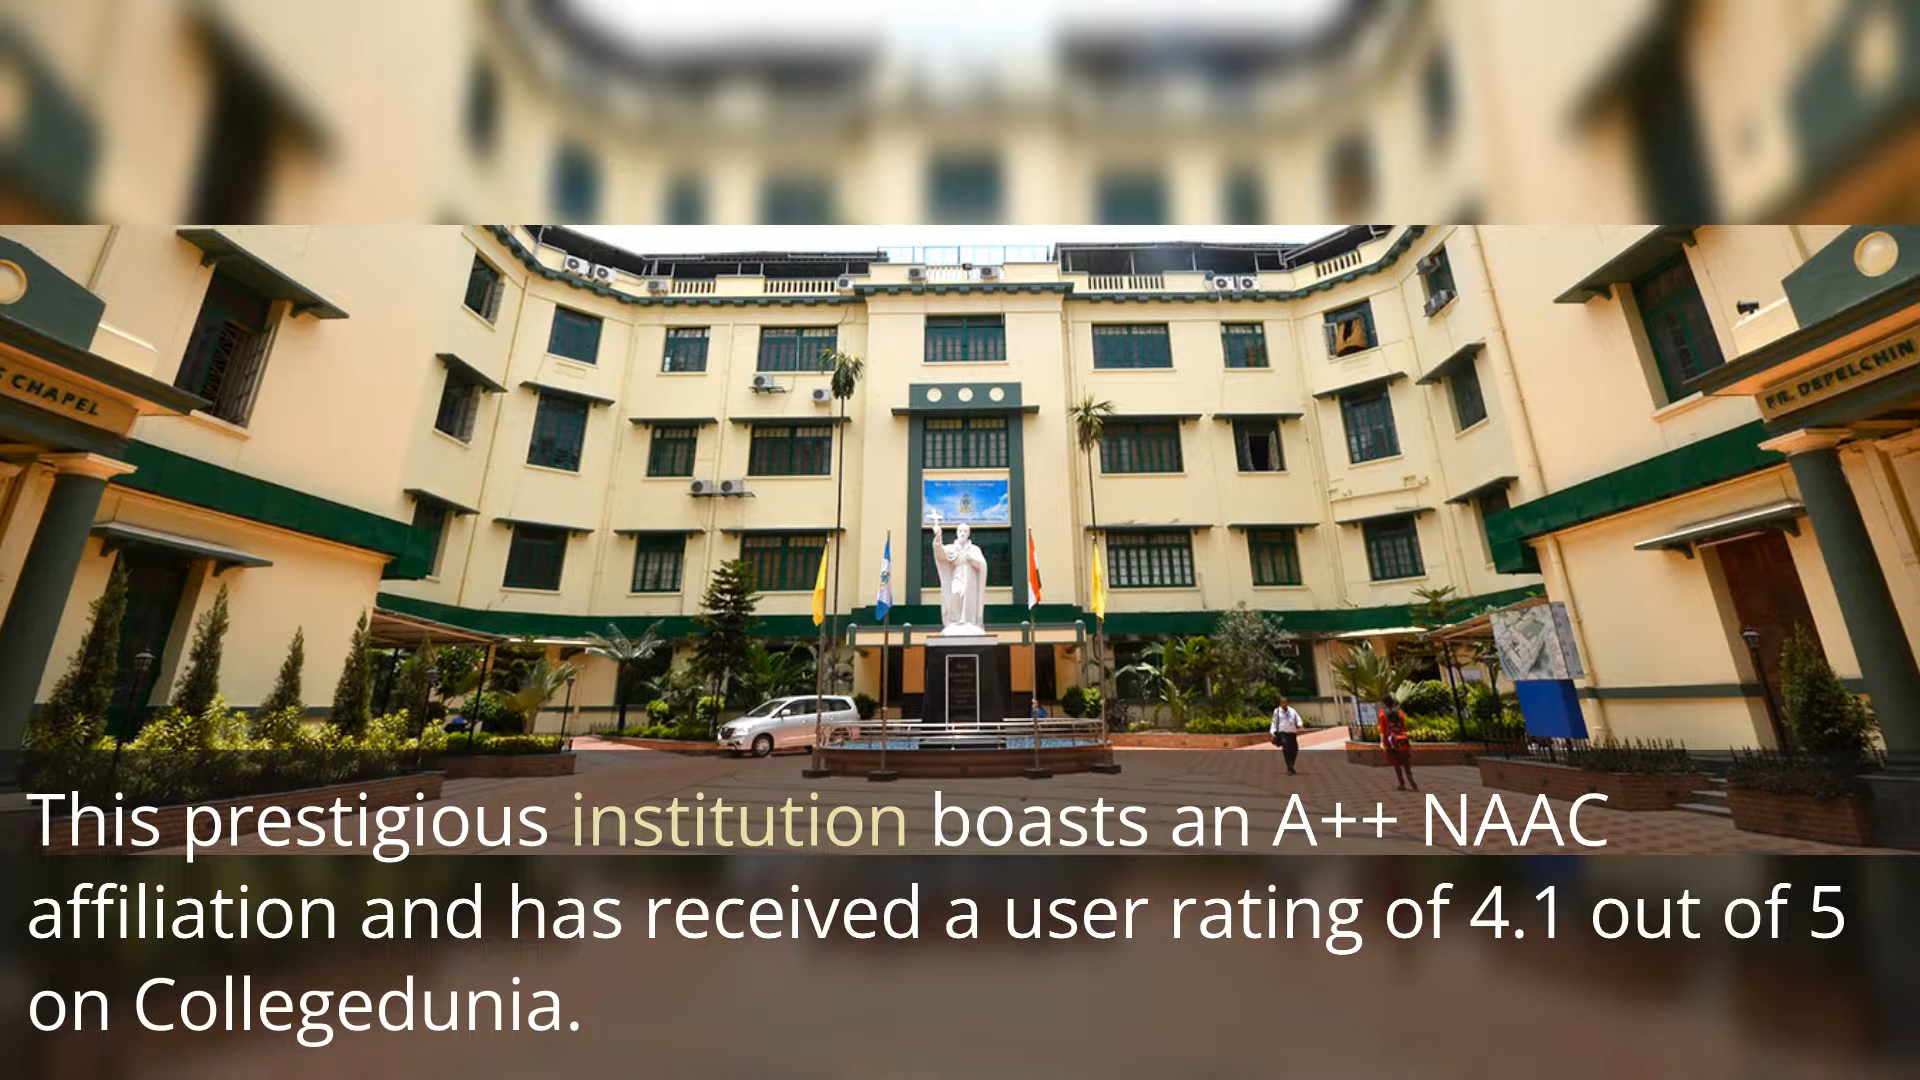 CHAPEL
FR. DEPELCHIN
This prestigious institution boasts an A++ NAAC
affiliation and has received a user rating of 4.1 out of 5
on Collegedunia.